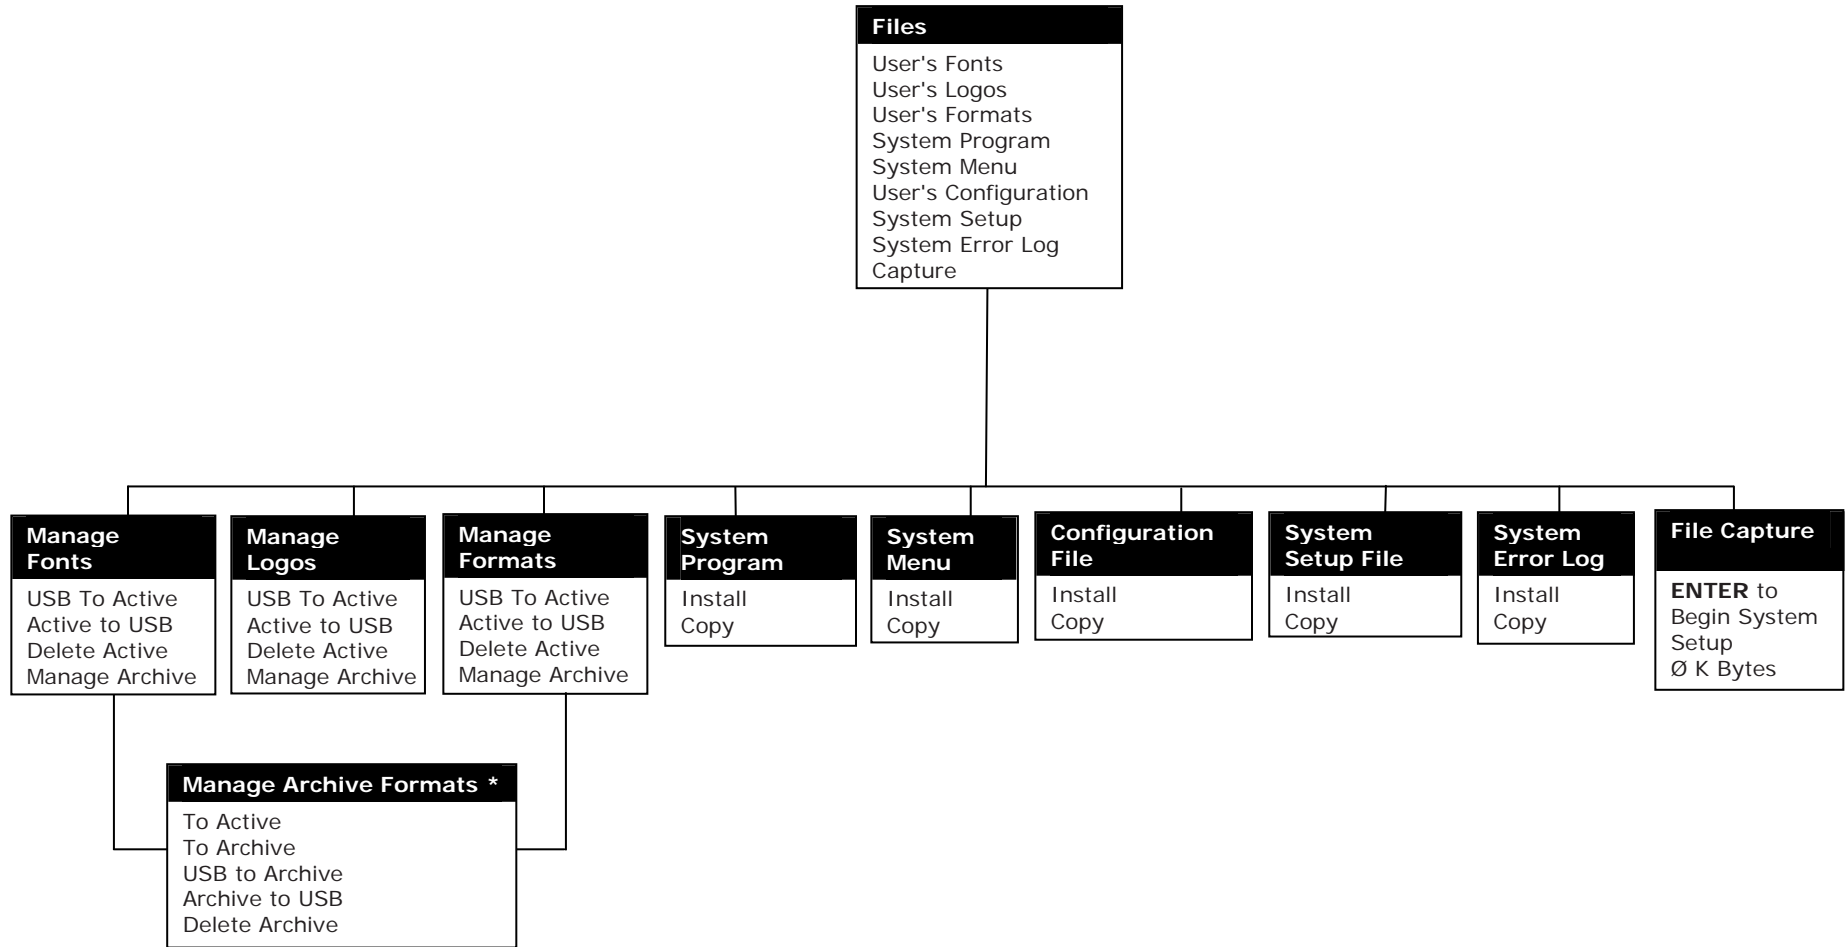 Files
User's Fonts
User's Logos
User's Formats
System Program
System Menu
User's Configuration
System Setup
System Error Log
Capture
Manage
Fonts
USB To Active
Active to USB
Delete Active
Manage Archive
Manage
Logos
USB To Active
Active to USB
Delete Active
Manage Archive
Manage
Formats
USB To Active
Active to USB
Delete Active
Manage Archive
System
Program
Install
Copy
System
Menu
Install
Copy
Configuration
File
Install
Copy
System
Setup File
Install
Copy
System
Error Log
Install
Copy
File Capture
ENTER to
Begin System
Setup
Ø K Bytes
Manage Archive Formats *
To Active
To Archive
USB to Archive
Archive to USB
Delete Archive